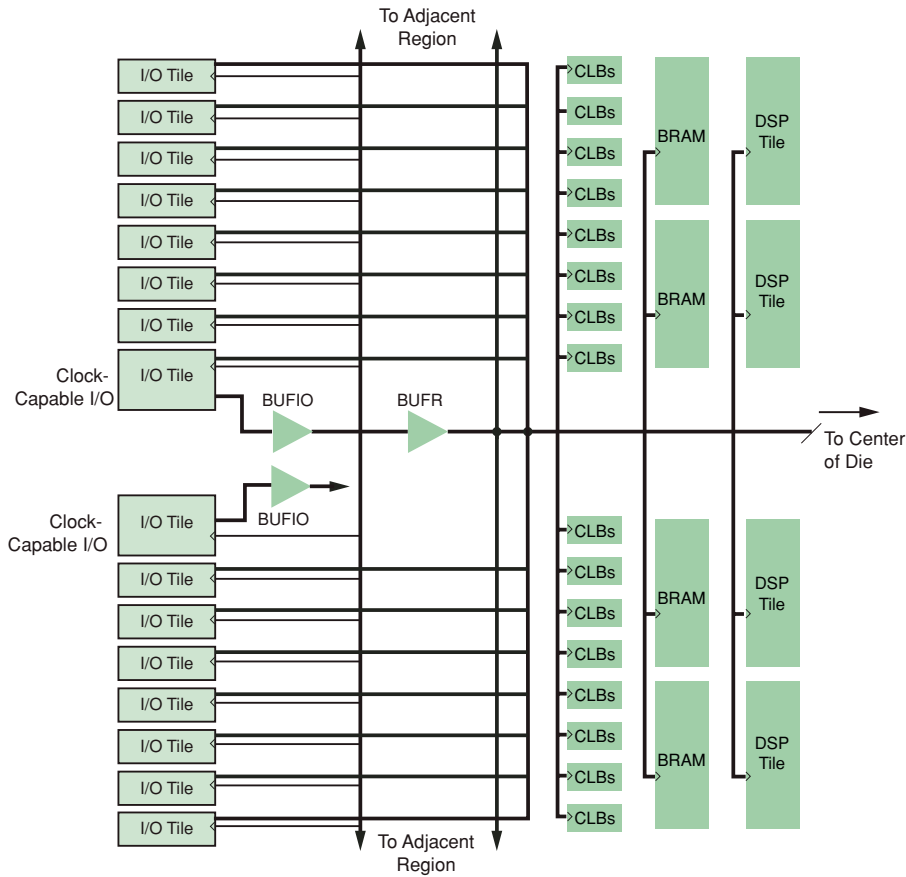 To Adjacent
Region
I/O Tile
I/O Tile
I/O Tile
I/O Tile
I/O Tile
I/O Tile
I/O Tile
I/O Tile
Clock-
Capable I/O
BUFIO
BUFR
CLBs
CLBs
CLBs
CLBs
CLBs
CLBs
CLBs
CLBs
BRAM
BRAM
DSP
Tile
DSP
Tile
To Center
of Die
BUFIO
Clock-
Capable I/O
I/O Tile
I/O Tile
I/O Tile
I/O Tile
I/O Tile
I/O Tile
I/O Tile
I/O Tile
CLBs
CLBs
CLBs
CLBs
CLBs
CLBs
CLBs
CLBs
BRAM
BRAM
DSP
Tile
DSP
Tile
To Adjacent
Region